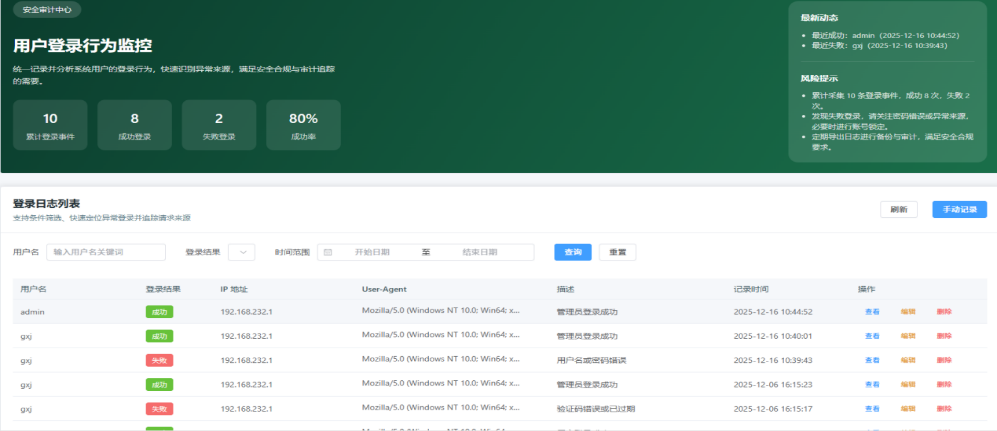 安全审计中心
用户登录行为监控
统一记录并分析系统用户的登录行为，快速识别异常来源，满足安全合规与审计追踪
的需要。
10 8 2 80%
累计登录事件 成功登录 失败登录 成功率
最新动态
最近成功：admin（2025-12-16 10:44:52）
最近失败：gxj（2025-12-16 10:39:43）
风险提示
累计采集 10 条登录事件，成功 8 次，失败 2
次。
发现失败登录，请关注密码错误或异常来源，
必要时进行账号锁定。
定期导出日志进行备份与审计，满足安全合规
要求。
登录日志列表
支持条件筛选、快速定位异常登录并追踪请求来源
刷新 手动记录
用户名 输入用户名关键词 登录结果 时间范围 开始日期 至 结束日期 查询 重置
用户名 登录结果 IP 地址 User-Agent 描述 记录时间 操作
admin 成功 192.168.232.1 Mozilla/5.0 (Windows NT 10.0; Win64; x... 管理员登录成功 2025-12-16 10:44:52 查看 编辑 删除
gxj 成功 192.168.232.1 Mozilla/5.0 (Windows NT 10.0; Win64; x... 管理员登录成功 2025-12-16 10:40:01 查看 编辑 删除
gxj 失败 192.168.232.1 Mozilla/5.0 (Windows NT 10.0; Win64; x... 用户名或密码错误 2025-12-16 10:39:43 查看 编辑 删除
gxj 成功 192.168.232.1 Mozilla/5.0 (Windows NT 10.0; Win64; x... 管理员登录成功 2025-12-06 16:15:23 查看 编辑 删除
gxj 失败 192.168.232.1 Mozilla/5.0 (Windows NT 10.0; Win64; x... 验证码错误或已过期 2025-12-06 16:15:17 查看 编辑 删除